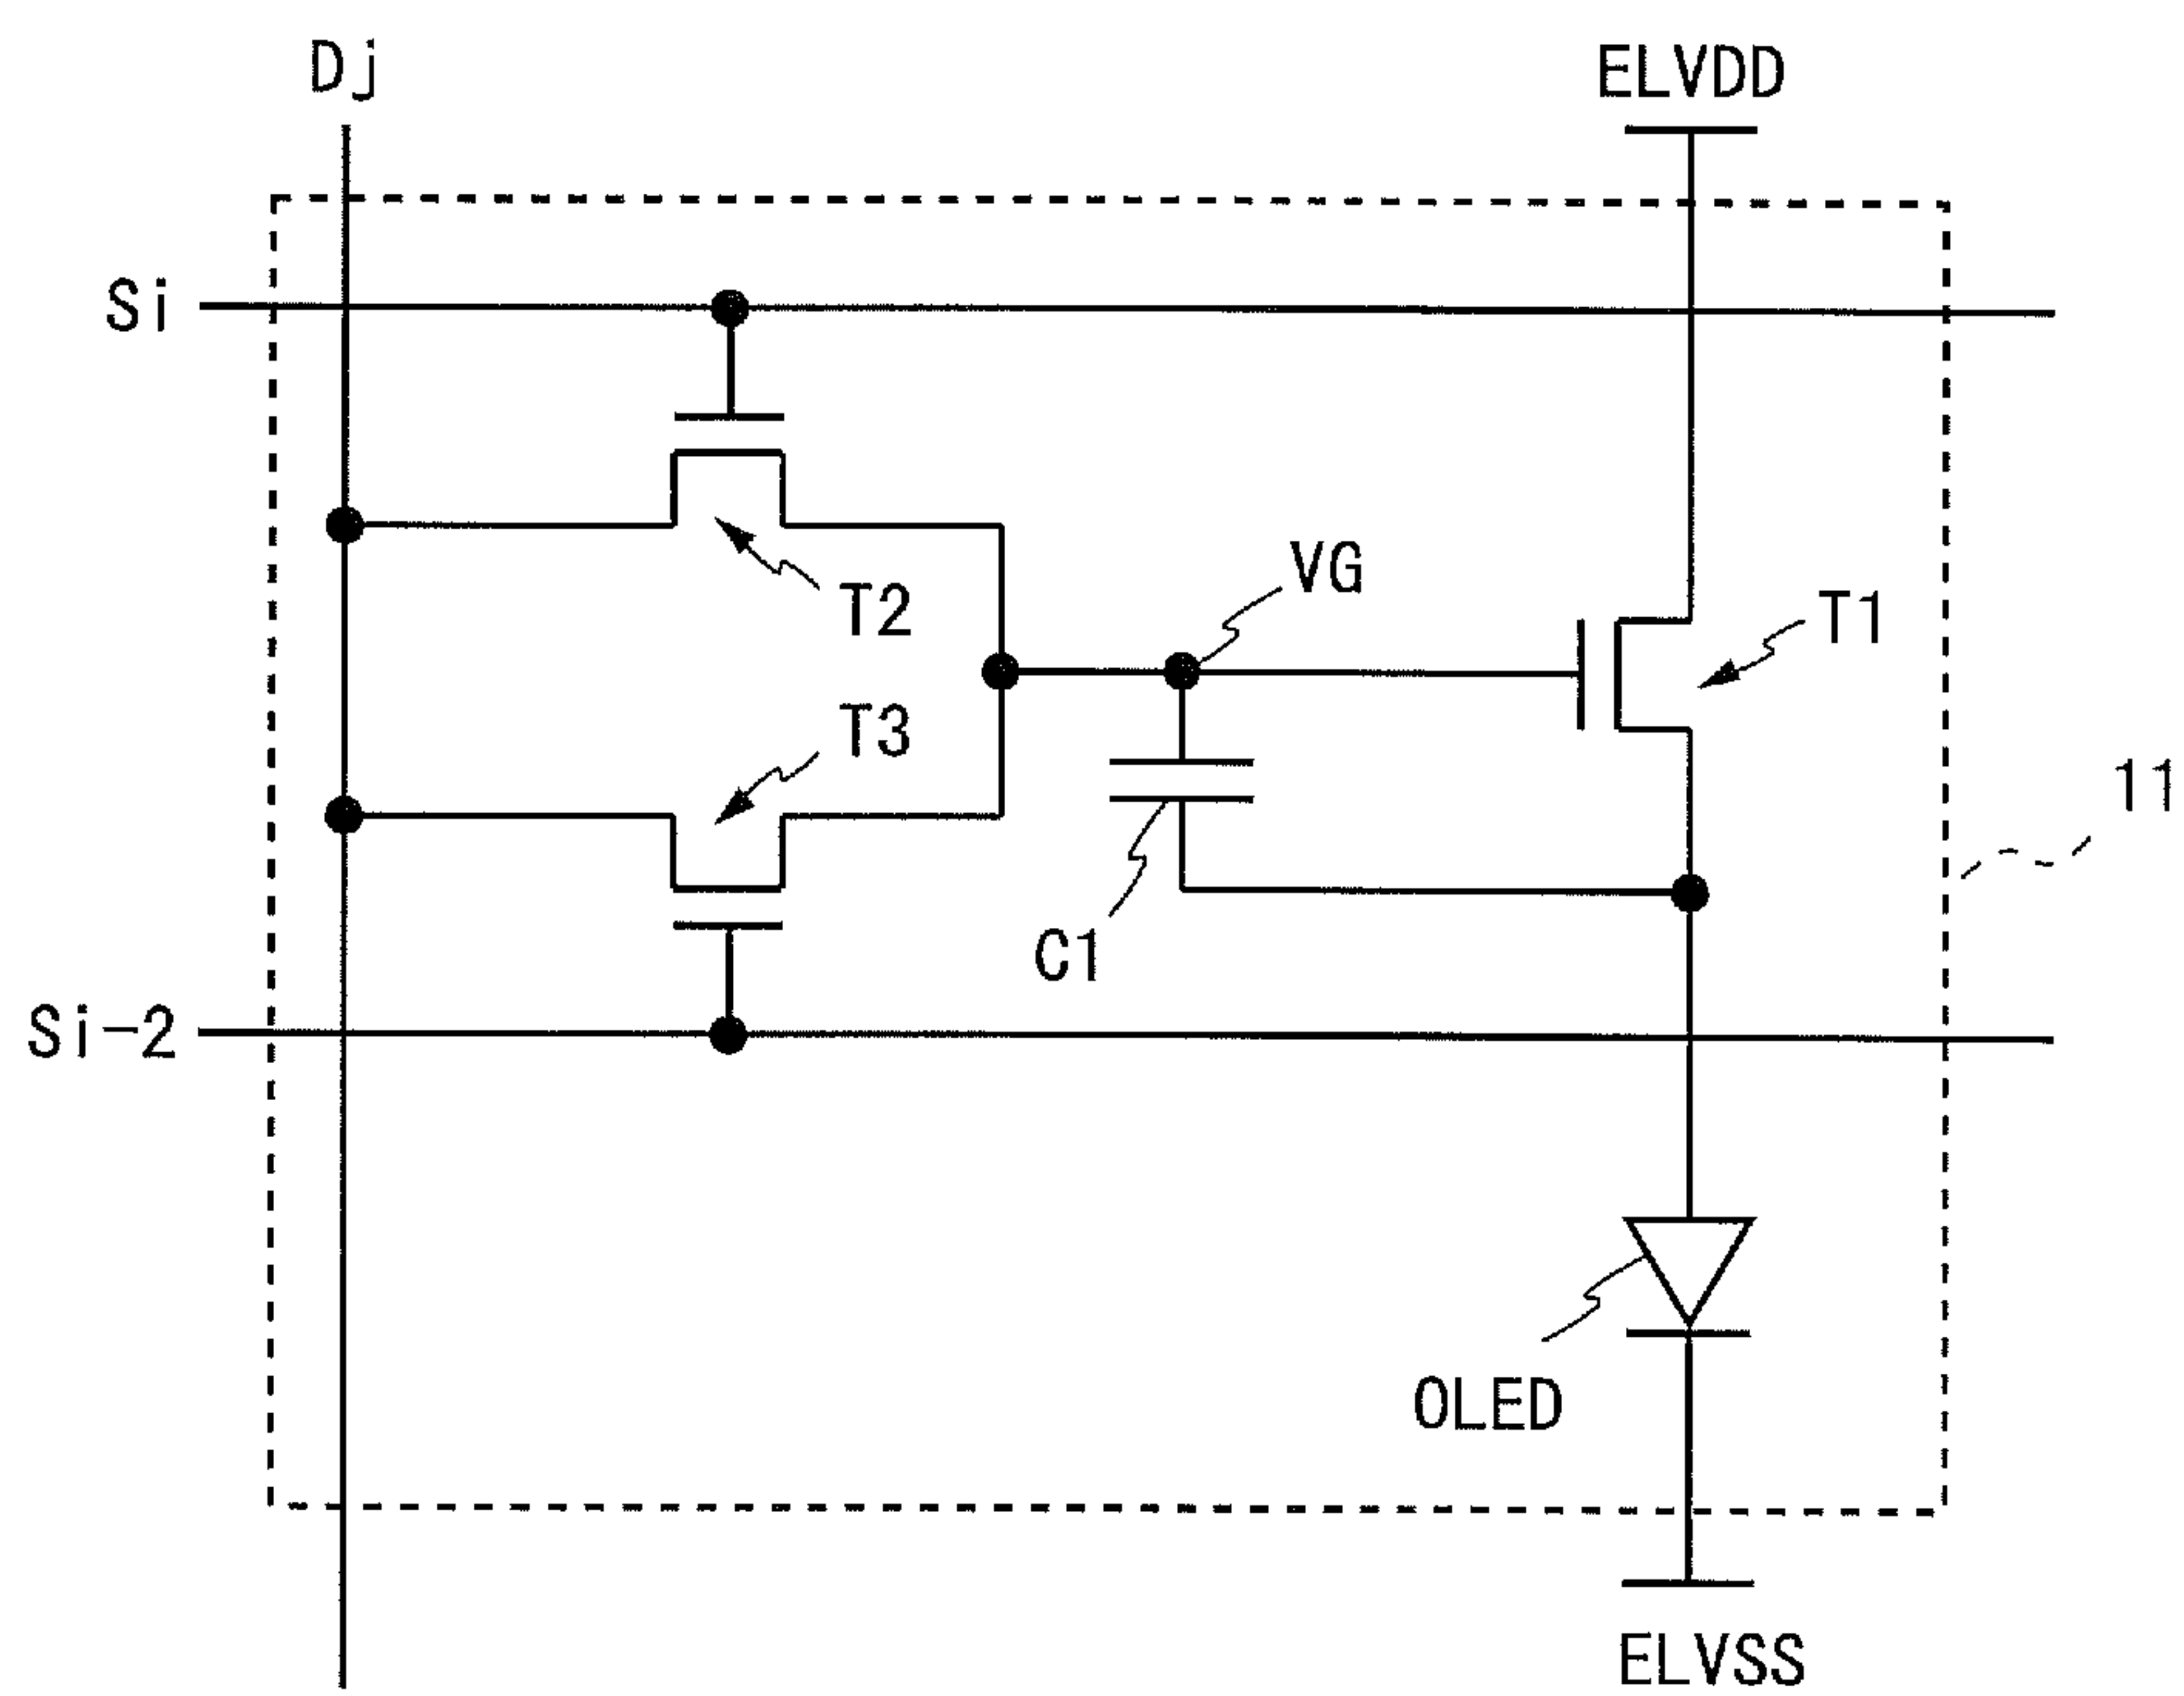 Dj
ELVDD
Si
VG
T2
T1
T3
11
C1
Si-2
OLED
ELVSS